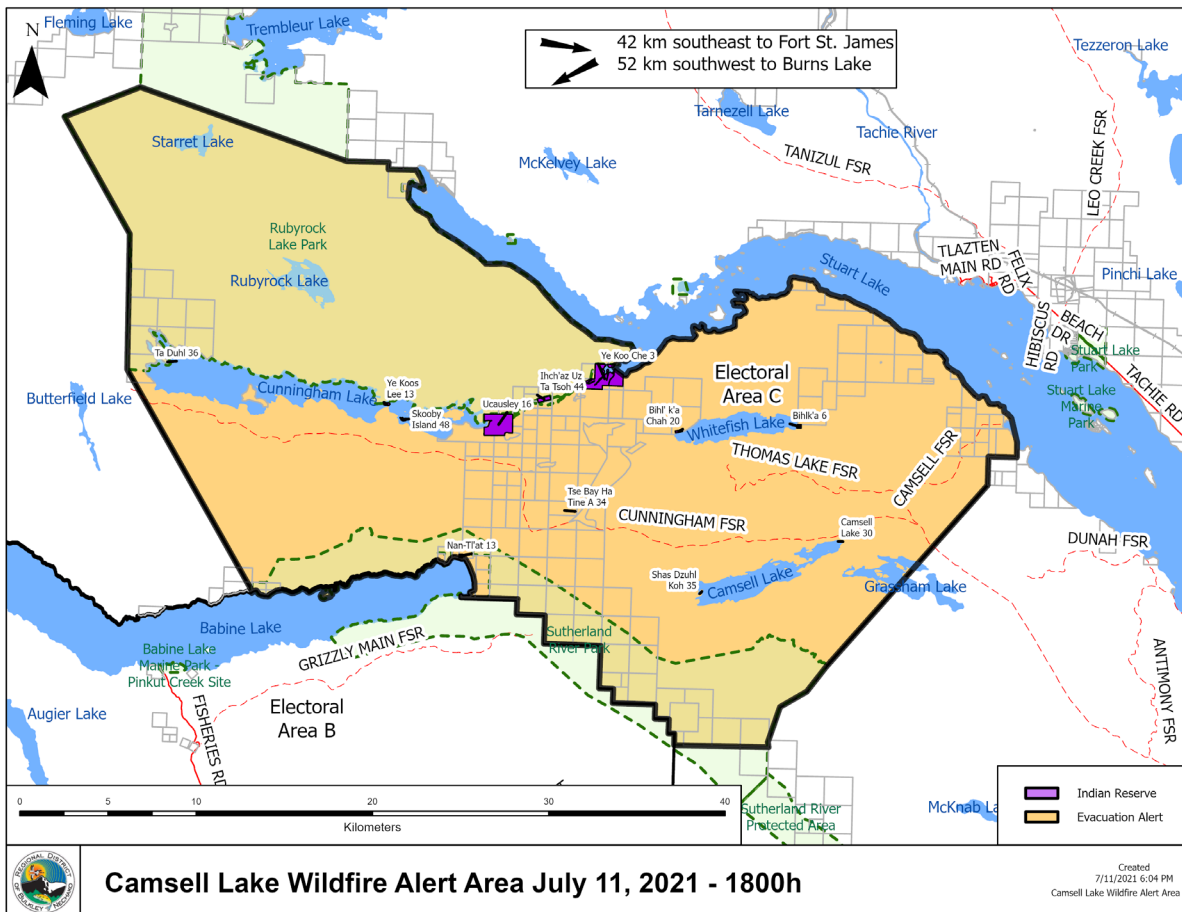 Fleming Lake
Trembleur Lake
N
42 km southeast to Fort St. James
52 km southwest to Burns Lake
Tezzeron Lake
Tarnezell Lake
Tachie River
Starret Lake
McKelvey Lake
TANIZUL FSR
LEO CREEK FSR
Rubyrock
Lake Park
Rubyrock Lake
Stuart Lake
TLAZTEN
MAIN RD
FELIX
RD
Pinchi Lake
HIBISCUS
RD
BEACH
DR
Stuart Lake
Park
Stuart Lake
Marine
Park
TACHIE RD
Ta Duhl 36
Ye Koo Che 3
Ihch'az Uz
Ta Tsoh 44
Electoral
Area C
Butterfield Lake
Cunningham Lake
Ye Koos
Lee 13
Skooby
Island 48
Ucausley 16
Bihl' k'a
Chah 20
Whitefish Lake
Bihlk'a 6
THOMAS LAKE FSR
CAMSELL FSR
Tse Bay Ha
Tine A 34
CUNNINGHAM FSR
Camsell
Lake 30
DUNAH FSR
Nan-Tl'at 13
Shas Dzuhl
Koh 35
Camsell Lake
Grassham Lake
Babine Lake
Babine Lake
Marine Park -
Pinkut Creek Site
GRIZZLY MAIN FSR
Sutherland
River Park
ANTIMONY FSR
Augier Lake
FISHERIES RD
Electoral
Area B
Sutherland River
Protected Area
McKnab La
0 5 10 20 30 40
Kilometers
Indian Reserve
Evacuation Alert
REGIONAL DISTRICT
OF BULKLEY NECHAKO
Camsell Lake Wildfire Alert Area July 11, 2021 - 1800h
Created
7/11/2021 6:04 PM
Camsell Lake Wildfire Alert Area